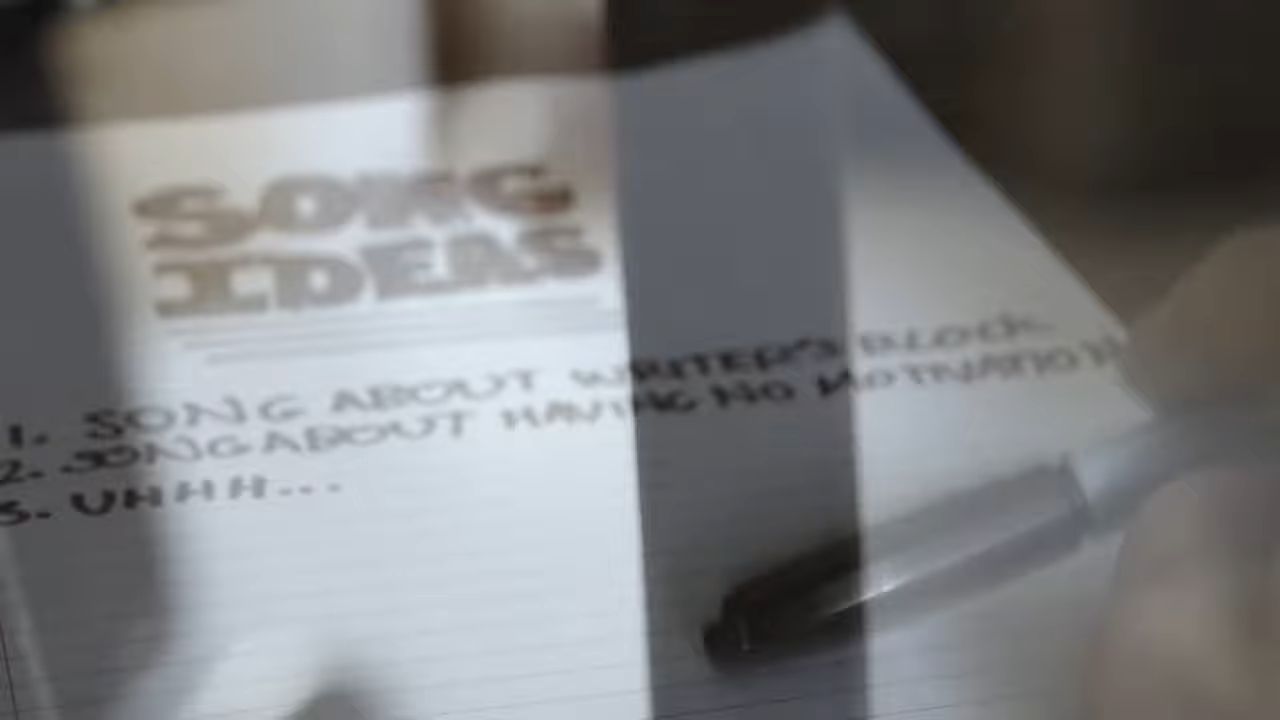 SONG
IDEAS
1. SONG ABOUT WRITER'S BLOCK
2. SONG ABOUT HAVING NO MOTIVATION
3. UHHH...